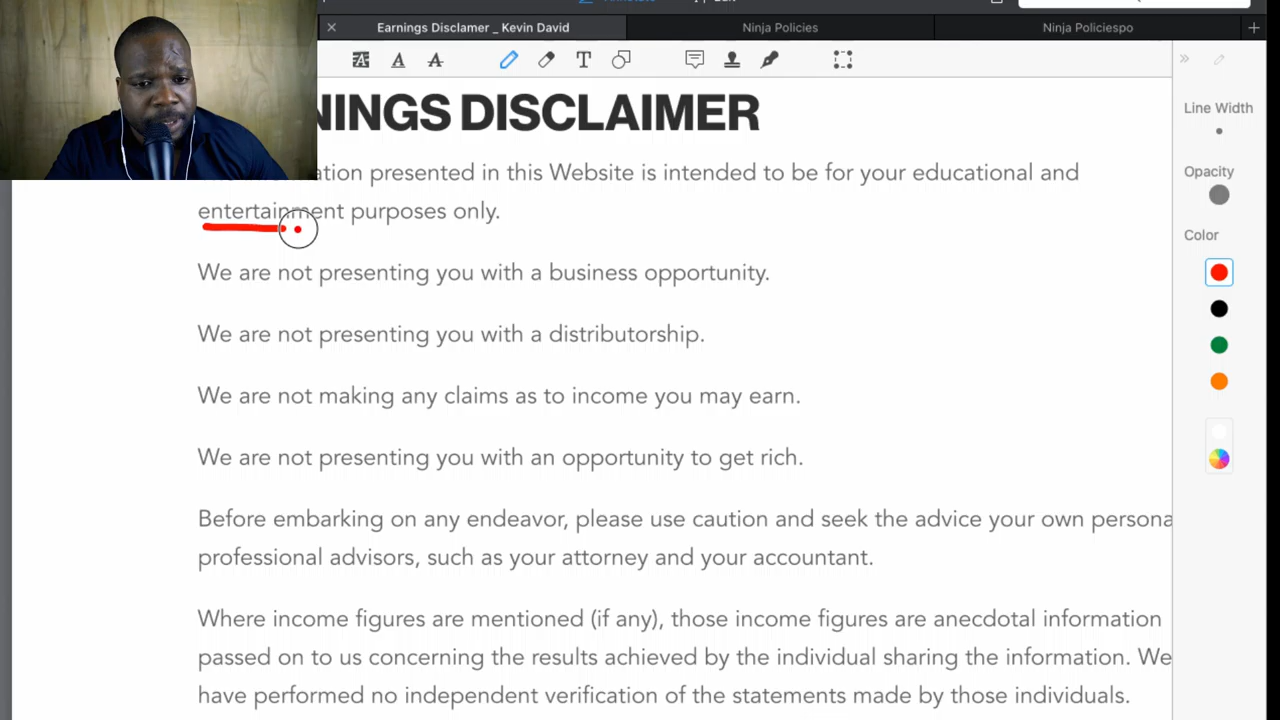 Earnings Disclamer _ Kevin David
Ninja Policies
Ninja Policiespo
Line Width
Opacity
Color
DISCLAIMER
presented in this Website is intended to be for your educational and
entertainment purposes only.
We are not presenting you with a business opportunity.
We are not presenting you with a distributorship.
We are not making any claims as to income you may earn.
We are not presenting you with an opportunity to get rich.
Before embarking on any endeavor, please use caution and seek the advice your own persona
professional advisors, such as your attorney and your accountant.
Where income figures are mentioned (if any), those income figures are anecdotal information
passed on to us concerning the results achieved by the individual sharing the information. We
have performed no independent verification of the statements made by those individuals.